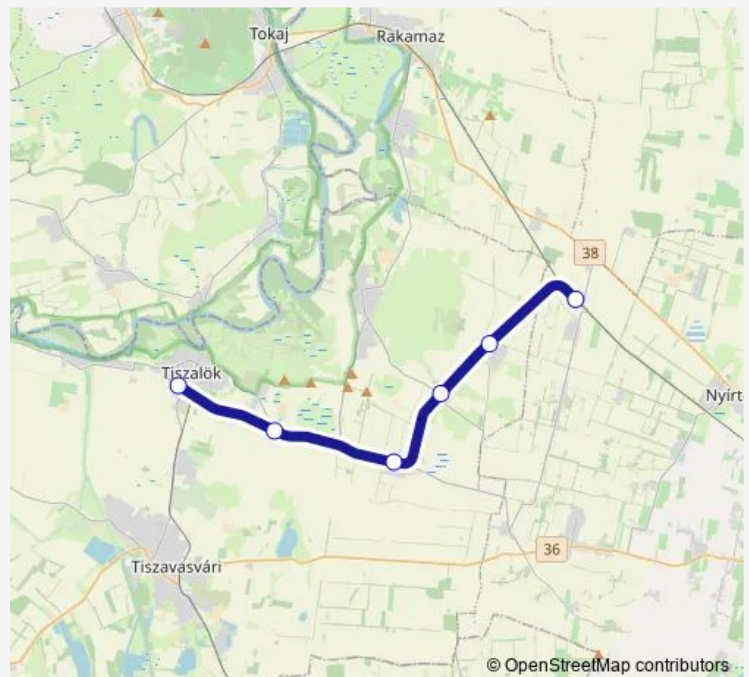 Tokaj
Rakamaz
38
Tiszalök
Nyírt
36
Tiszavasvári
© OpenStreetMap contributors